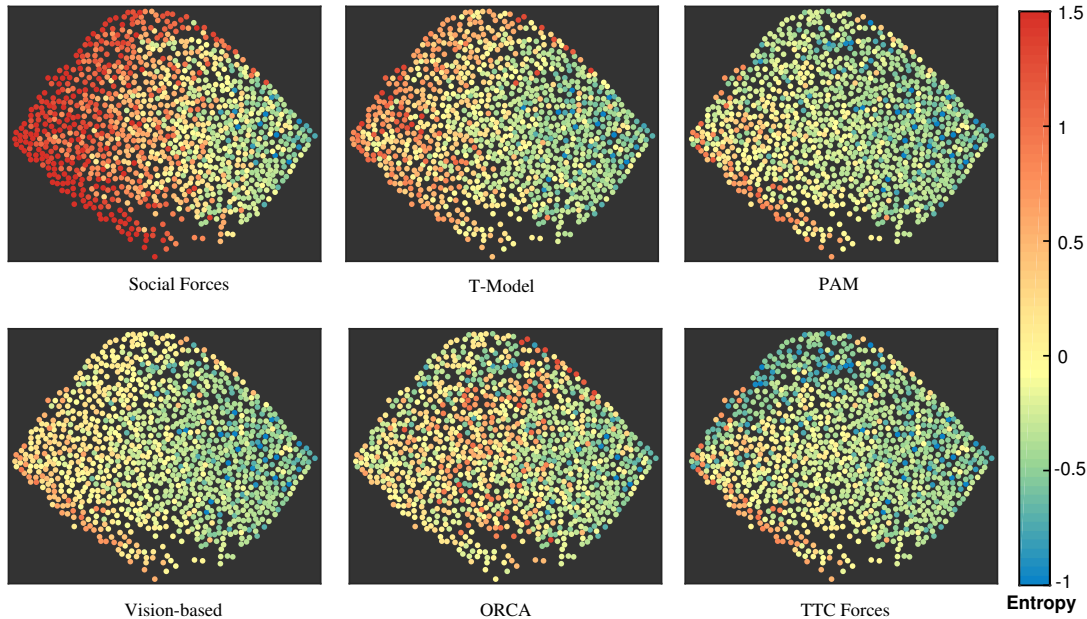 Social Forces
T-Model
PAM
Vision-based
ORCA
TTC Forces
1.5
1
0.5
0
-0.5
-1
Entropy